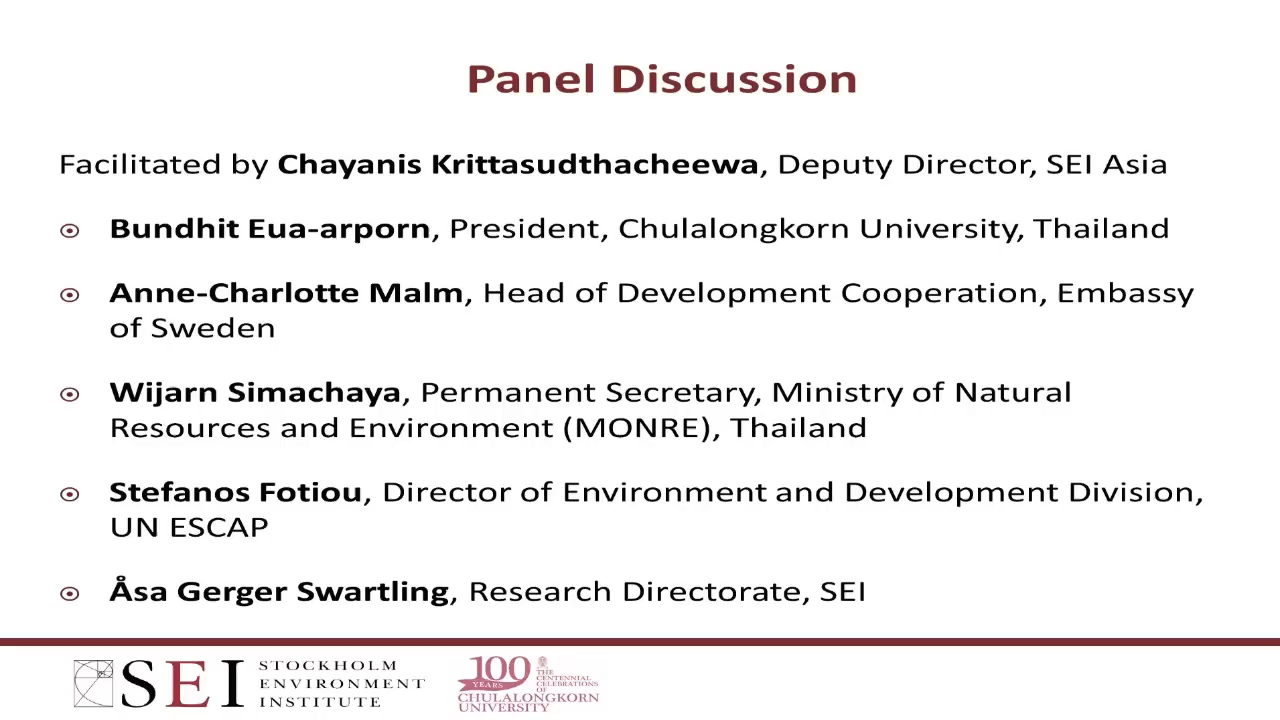 Panel Discussion
Facilitated by Chayanis Krittasudthacheewa, Deputy Director, SEI Asia
Bundhit Eua-arporn, President, Chulalongkorn University, Thailand
Anne-Charlotte Malm, Head of Development Cooperation, Embassy
of Sweden
Wijarn Simachaya, Permanent Secretary, Ministry of Natural
Resources and Environment (MONRE), Thailand
Stefanos Fotiou, Director of Environment and Development Division,
UN ESCAP
Åsa Gerger Swartling, Research Directorate, SEI
SEI
STOCKHOLM
ENVIRONMENT
INSTITUTE
100
YEARS
THE
CENTENNIAL
CELEBRATIONS
OF
CHULALONGKORN
UNIVERSITY